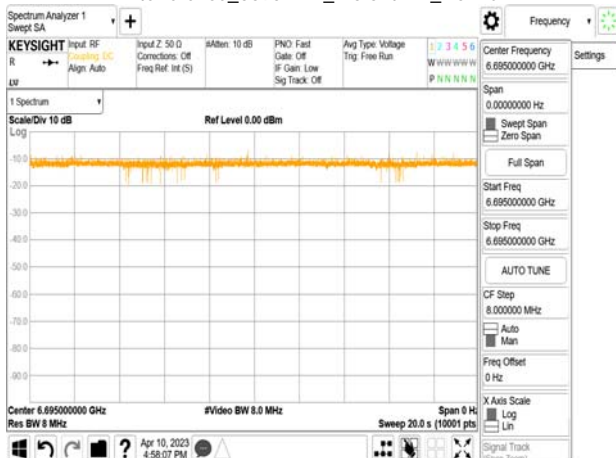 Spectrum Analyzer 1
Swept SA
+
Frequency
KEYSIGHT
R
Input: RF
Coupling: DC
Align: Auto
Input Z: 50 Ω
Corrections: Off
Freq Ref: Int (S)
#Atten: 10 dB
PNO: Fast
Gate: Off
IF Gain: Low
Sig Track: Off
Avg Type: Voltage
Trig: Free Run
1 2 3 4 5 6
W W W W W W
P N N N N N
LXI
Center Frequency
6.695000000 GHz
Settings
Span
0.00000000 Hz
Swept Span
Zero Span
Full Span
Start Freq
6.695000000 GHz
Stop Freq
6.695000000 GHz
AUTO TUNE
CF Step
8.000000 MHz
Auto
Man
Freq Offset
0 Hz
X Axis Scale
Log
Lin
Signal Track
1 Spectrum
Scale/Div 10 dB
Ref Level 0.00 dBm
Log
-10.0
-20.0
-30.0
-40.0
-50.0
-60.0
-70.0
-80.0
-90.0
Center 6.695000000 GHz
#Video BW 8.0 MHz
Span 0 Hz
Res BW 8 MHz
Sweep 20.0 s (10001 pts
?
Apr 10, 2023
4:58:07 PM